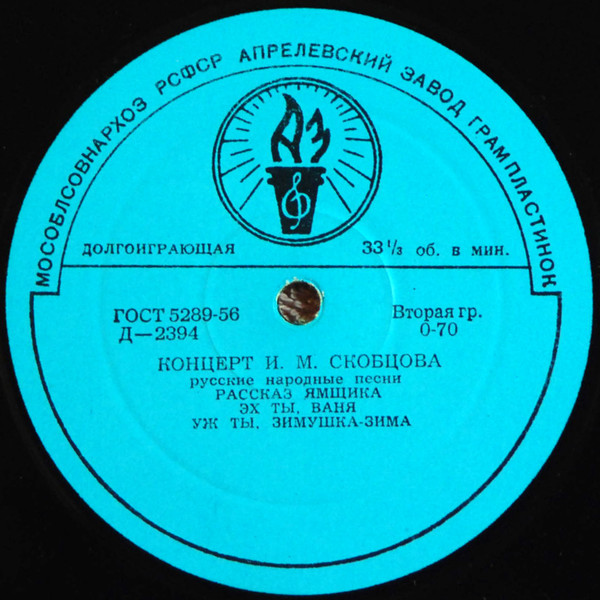 МОСОБЛСОВНАРХОЗ РСФСР АПРЕЛЕВСКИЙ ЗАВОД ГРАМПЛАСТИНОК
АЗ
ДОЛГОИГРАЮЩАЯ 33 1/3 об. в мин.
ГОСТ 5289-56 Вторая гр.
Д—2394 0-70
КОНЦЕРТ И. М. СКОБЦОВА
русские народные песни
РАССКАЗ ЯМЩИКА
ЭХ ТЫ, ВАНЯ
УЖ ТЫ, ЗИМУШКА-ЗИМА